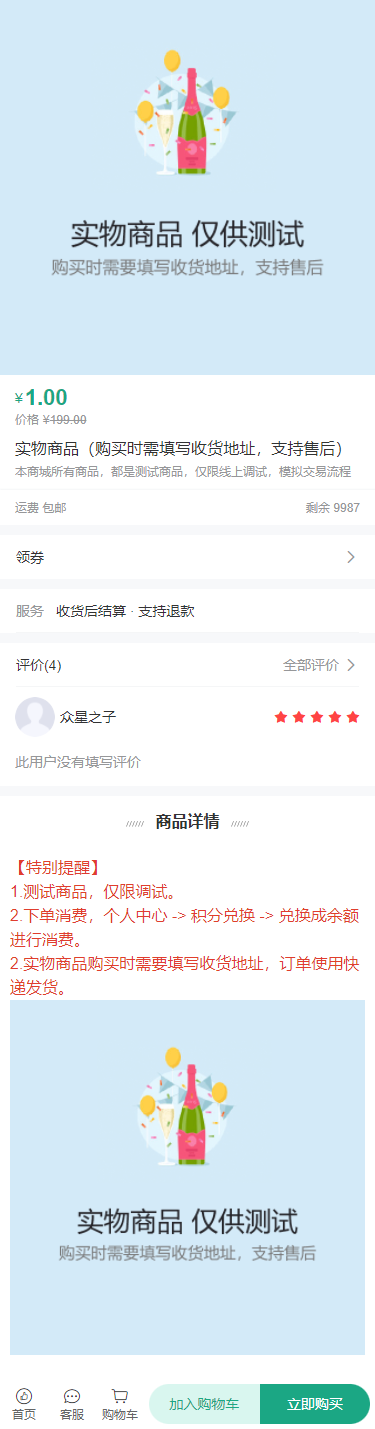 实物商品 仅供测试
购买时需要填写收货地址，支持售后
¥1.00
价格 ¥199.00
实物商品（购买时需填写收货地址，支持售后）
本商城所有商品，都是测试商品，仅限线上调试，模拟交易流程
运费 包邮 剩余 9987
领券
服务 收货后结算 · 支持退款
评价(4) 全部评价
众星之子
此用户没有填写评价
商品详情
【特别提醒】
1.测试商品，仅限调试。
2.下单消费，个人中心 -> 积分兑换 -> 兑换成余额
进行消费。
2.实物商品购买时需要填写收货地址，订单使用快
递发货。
实物商品 仅供测试
购买时需要填写收货地址，支持售后
首页 客服 购物车 加入购物车 立即购买